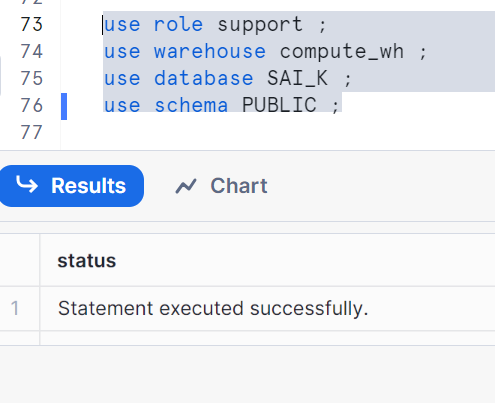 73 use role support ;
74 use warehouse compute_wh ;
75 use database SAI_K ;
76 use schema PUBLIC ;
77
Results Chart
status
1 Statement executed successfully.